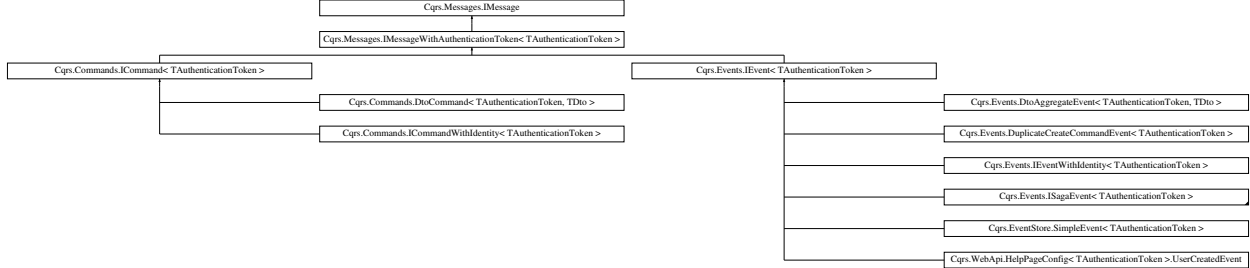 Cqrs.Messages.IMessage
Cqrs.Messages.IMessageWithAuthenticationToken< TAuthenticationToken >
Cqrs.Commands.ICommand< TAuthenticationToken >
Cqrs.Events.IEvent< TAuthenticationToken >
Cqrs.Commands.DtoCommand< TAuthenticationToken, TDto >
Cqrs.Events.DtoAggregateEvent< TAuthenticationToken, TDto >
Cqrs.Commands.ICommandWithIdentity< TAuthenticationToken >
Cqrs.Events.DuplicateCreateCommandEvent< TAuthenticationToken >
Cqrs.Events.IEventWithIdentity< TAuthenticationToken >
Cqrs.Events.ISagaEvent< TAuthenticationToken >
Cqrs.EventStore.SimpleEvent< TAuthenticationToken >
Cqrs.WebApi.HelpPageConfig< TAuthenticationToken >.UserCreatedEvent